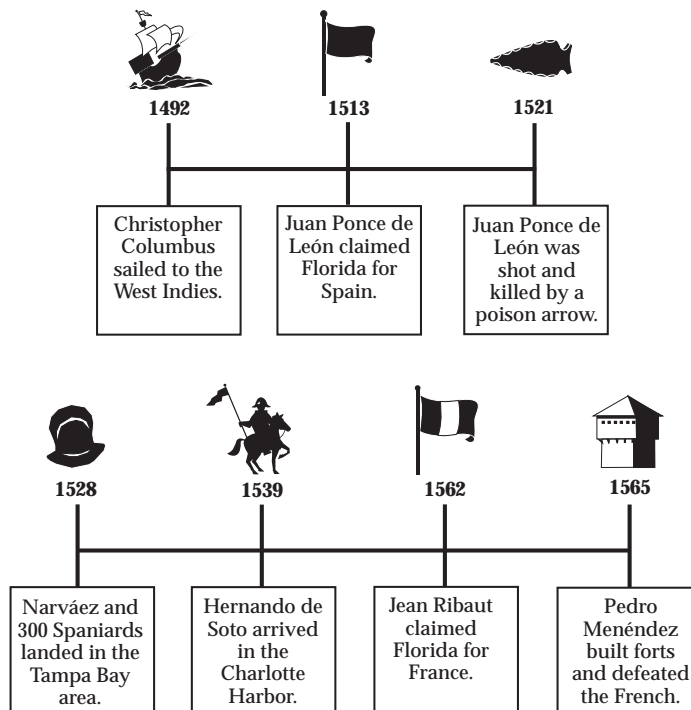 1492
1513
1521
Christopher
Columbus
sailed to the
West Indies.
Juan Ponce de
León claimed
Florida for
Spain.
Juan Ponce de
León was
shot and
killed by a
poison arrow.
1528
1539
1562
1565
Narváez and
300 Spaniards
landed in the
Tampa Bay
area.
Hernando de
Soto arrived
in the
Charlotte
Harbor.
Jean Ribaut
claimed
Florida for
France.
Pedro
Menéndez
built forts
and defeated
the French.